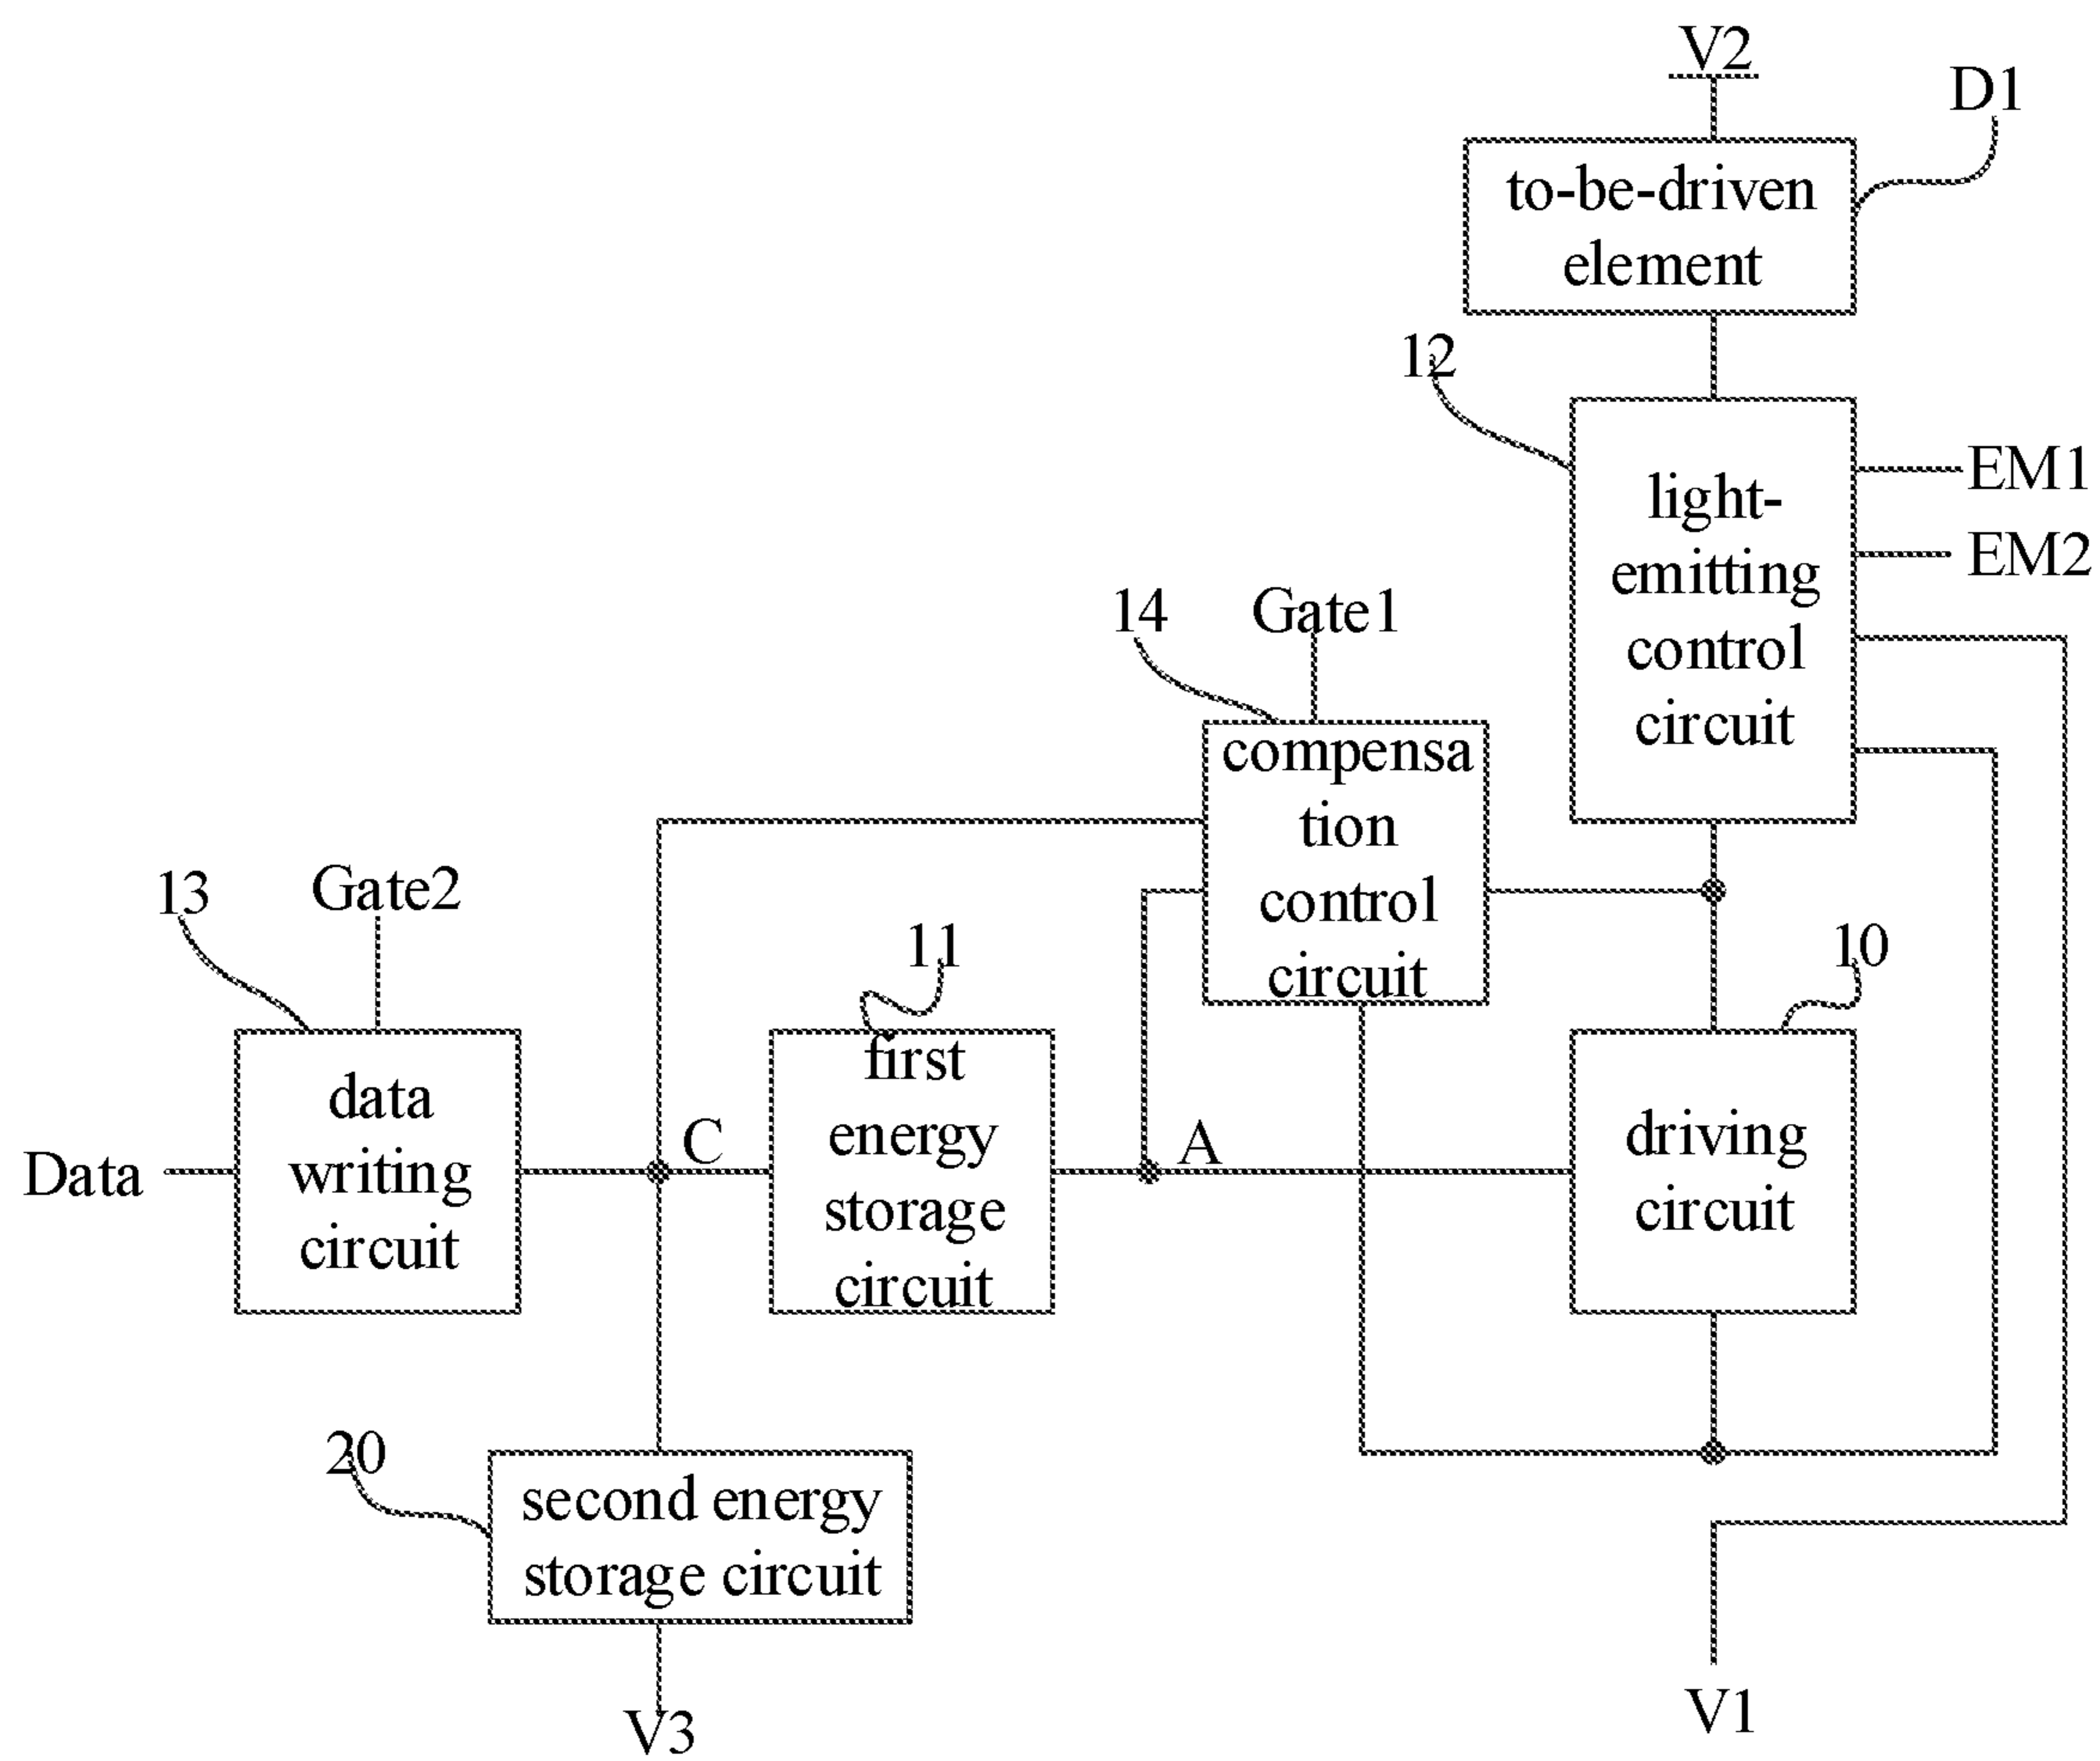 V2
D1
to-be-driven
element
12
light-
emitting
control
circuit
EM1
EM2
14
Gate1
compensa
tion
control
circuit
13
Gate2
11
10
Data
data
writing
circuit
C
first
energy
storage
circuit
A
driving
circuit
20
second energy
storage circuit
V3
V1